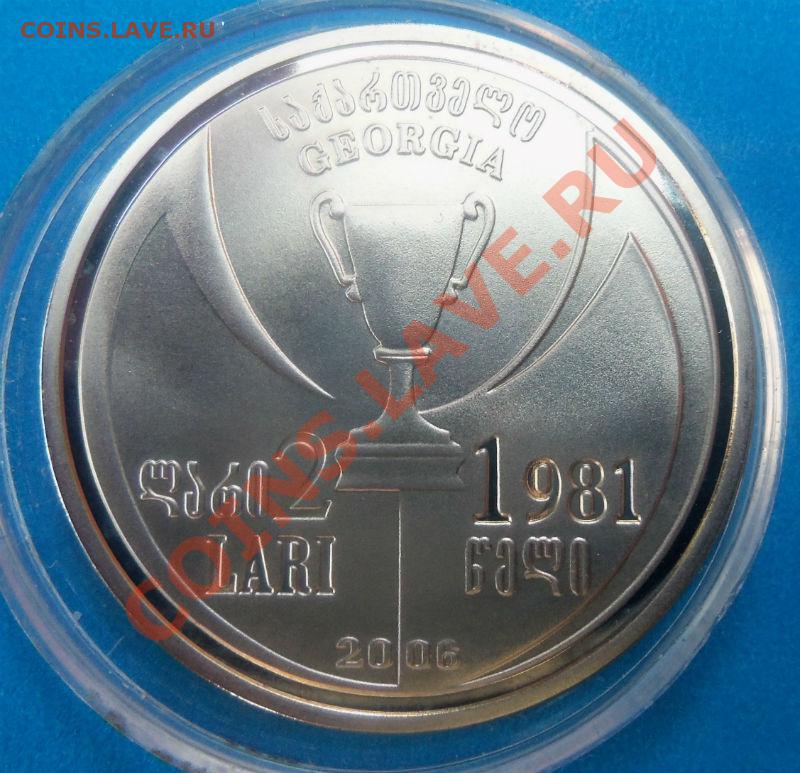 COINS.LAVE.RU
საქართველო
GEORGIA
ლარი 2 1981
LARI წელი
2006
COINS.LAVE.RU